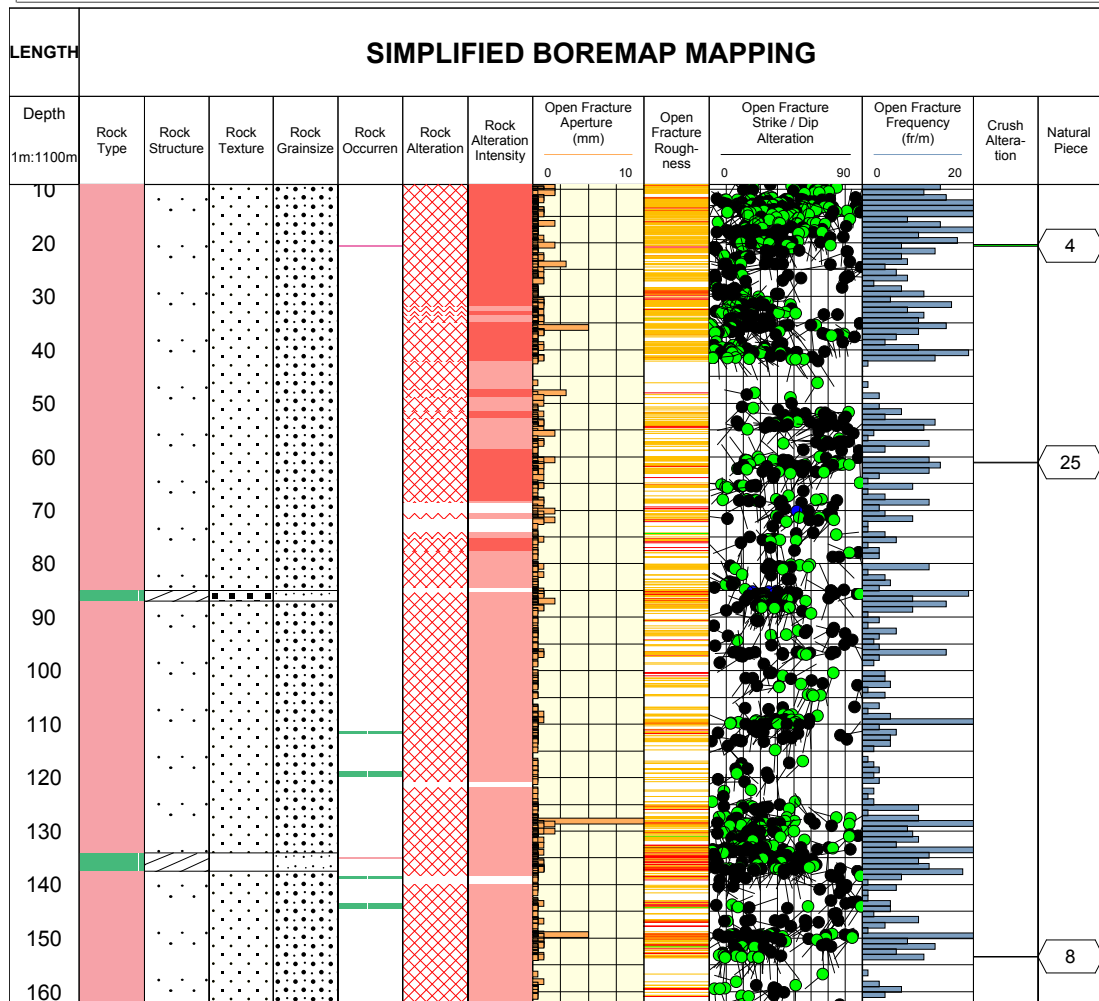 LENGTH
SIMPLIFIED BOREMAP MAPPING
Depth
1m:1100m
Rock
Type
Rock
Structure
Rock
Texture
Rock
Grainsize
Rock
Occurren
Rock
Alteration
Rock
Alteration
Intensity
Open Fracture
Aperture
(mm)
0 10
Open
Fracture
Rough-
ness
Open Fracture
Strike / Dip
Alteration
0 90
Open Fracture
Frequency
(fr/m)
0 20
Crush
Altera-
tion
Natural
Piece
10
20
4
30
40
50
60
25
70
80
90
100
110
120
130
140
150
8
160